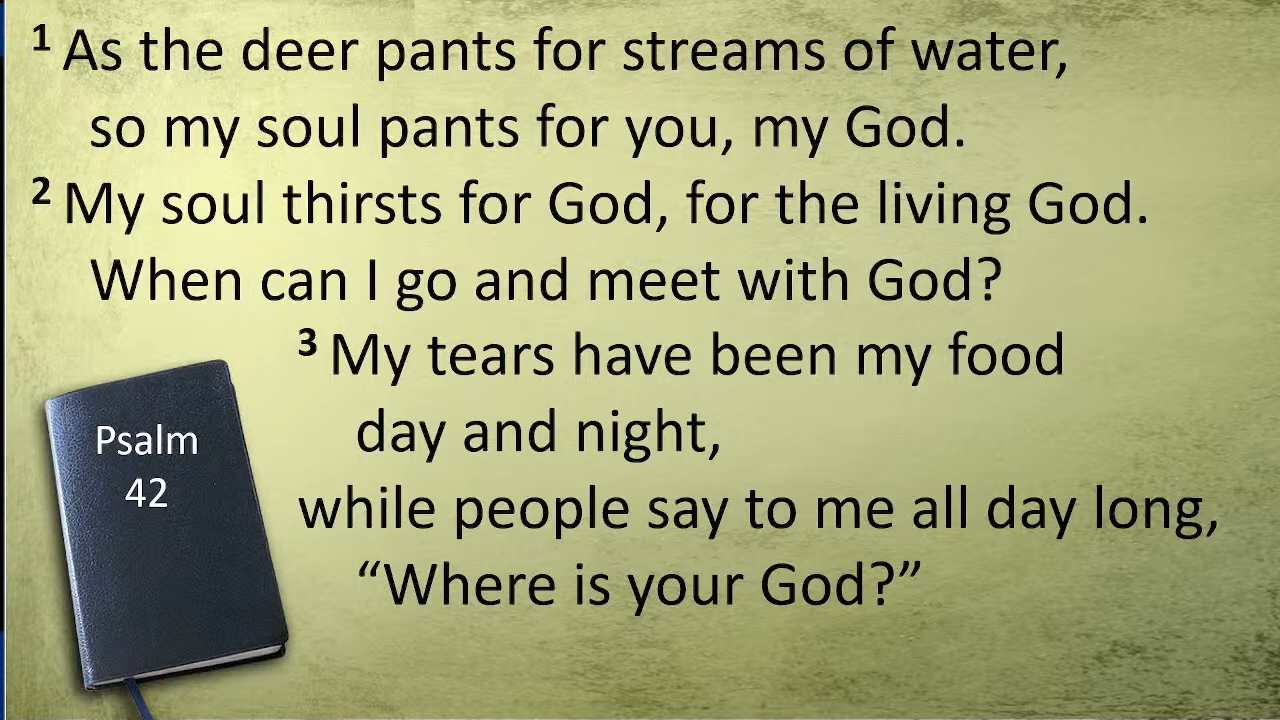 1 As the deer pants for streams of water,
so my soul pants for you, my God.
2 My soul thirsts for God, for the living God.
When can I go and meet with God?
3 My tears have been my food
day and night,
while people say to me all day long,
“Where is your God?”
Psalm
42